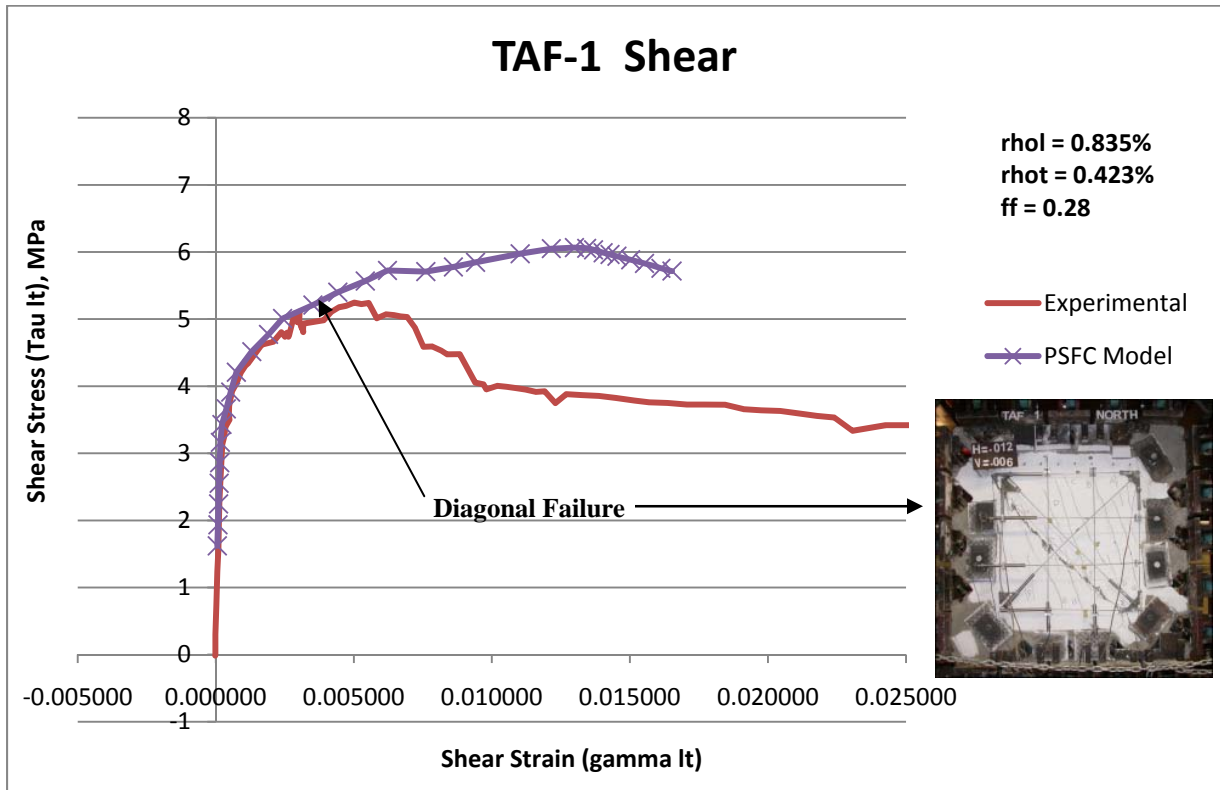 TAF-1 Shear
8
7
6
5
4
3
2
1
0
-1
-0.005000 0.000000 0.005000 0.010000 0.015000 0.020000 0.025000
Shear Stress (Tau lt), MPa
Shear Strain (gamma lt)
Diagonal Failure
rhol = 0.835%
rhot = 0.423%
ff = 0.28
Experimental
PSFC Model
TAF 1 NORTH
H=.012
V=.006